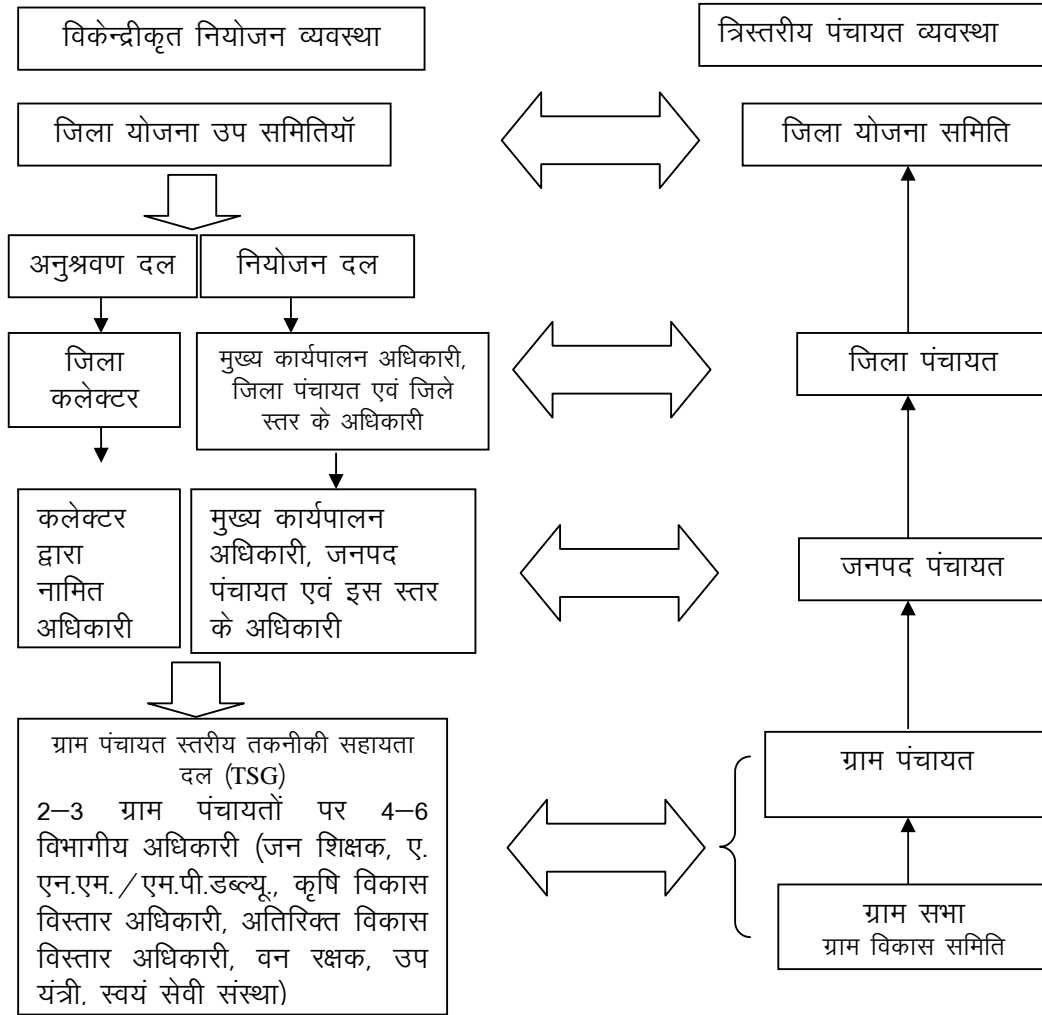 विकेन्द्रीकृत नियोजन व्यवस्था
त्रिस्तरीय पंचायत व्यवस्था
जिला योजना उप समितियॉ
जिला योजना समिति
अनुश्रवण दल
नियोजन दल
जिला
कलेक्टर
मुख्य कार्यपालन अधिकारी,
जिला पंचायत एवं जिले
स्तर के अधिकारी
जिला पंचायत
कलेक्टर
द्वारा
नामित
अधिकारी
मुख्य कार्यपालन
अधिकारी, जनपद
पंचायत एवं इस स्तर
के अधिकारी
जनपद पंचायत
ग्राम पंचायत स्तरीय तकनीकी सहायता
दल (TSG)
2–3 ग्राम पंचायतों पर 4–6
विभागीय अधिकारी (जन शिक्षक, ए.
एन.एम. / एम.पी.डब्ल्यू., कृषि विकास
विस्तार अधिकारी, अतिरिक्त विकास
विस्तार अधिकारी, वन रक्षक, उप
यंत्री, स्वयं सेवी संस्था)
ग्राम पंचायत
ग्राम सभा
ग्राम विकास समिति